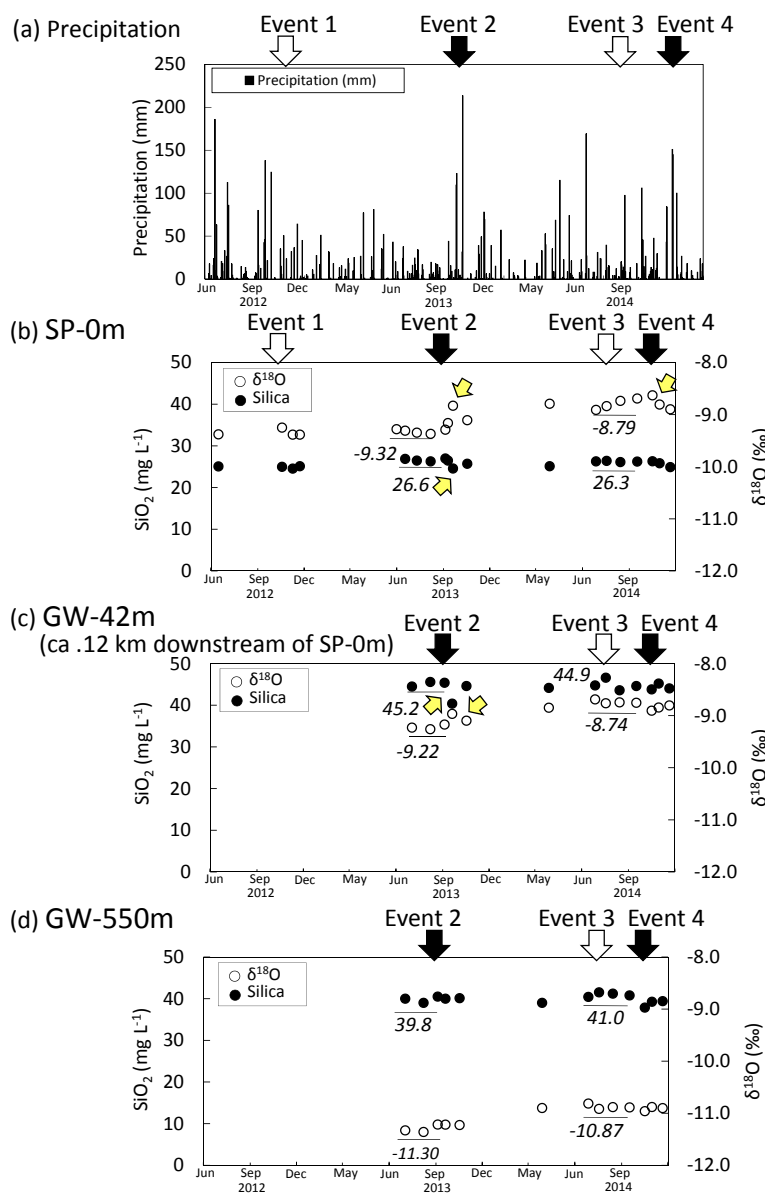 (a) Precipitation
Event 1 Event 2 Event 3 Event 4
Precipitation (mm)
Precipitation (mm)
250
200
150
100
50
0
Jun Sep Dec May Jun Sep Dec May Jun Sep
2012 2013 2014
(b) SP-0m
Event 1 Event 2 Event 3 Event 4
SiO2 (mg L-1)
50
40
30
20
10
0
δ18O
Silica
-9.32
26.6
-8.79
26.3
-8.0
-9.0
-10.0
-11.0
-12.0
δ18O (‰)
Jun Sep Dec May Jun Sep Dec May Jun Sep
2012 2013 2014
(c) GW-42m
(ca .12 km downstream of SP-0m)
Event 2 Event 3 Event 4
SiO2 (mg L-1)
50
40
30
20
10
0
δ18O
Silica
45.2
-9.22
44.9
-8.74
-8.0
-9.0
-10.0
-11.0
-12.0
δ18O (‰)
Jun Sep Dec May Jun Sep Dec May Jun Sep
2012 2013 2014
(d) GW-550m
Event 2 Event 3 Event 4
SiO2 (mg L-1)
50
40
30
20
10
0
δ18O
Silica
39.8
-11.30
41.0
-10.87
-8.0
-9.0
-10.0
-11.0
-12.0
δ18O (‰)
Jun Sep Dec May Jun Sep Dec May Jun Sep
2012 2013 2014